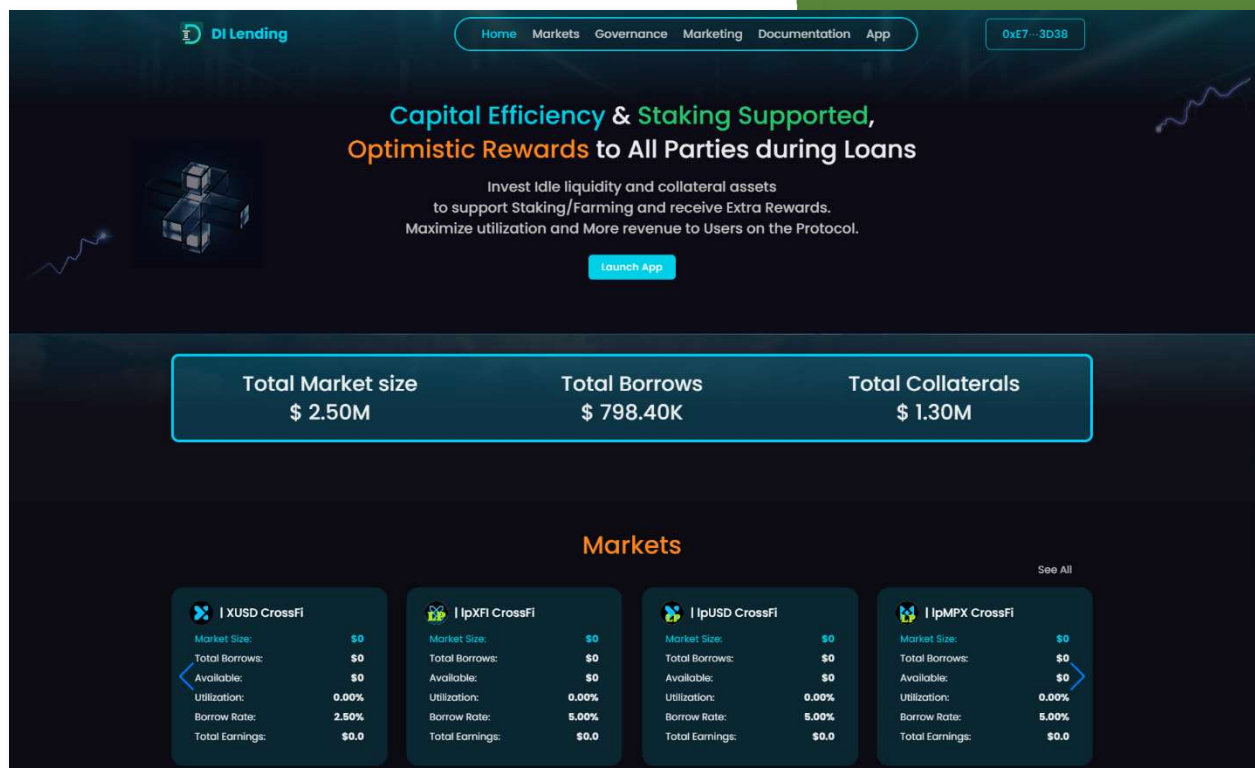 DI Lending
Home Markets Governance Marketing Documentation App
0xE7···3D38
Capital Efficiency & Staking Supported,
Optimistic Rewards to All Parties during Loans
Invest Idle liquidity and collateral assets
to support Staking/Farming and receive Extra Rewards.
Maximize utilization and More revenue to Users on the Protocol.
Launch App
Total Market size Total Borrows Total Collaterals
$ 2.50M $ 798.40K $ 1.30M
Markets
See All
| XUSD CrossFi | lpXFI CrossFi | lpUSD CrossFi | lpMPX CrossFi
Market Size: $0 Market Size: $0 Market Size: $0 Market Size: $0
Total Borrows: $0 Total Borrows: $0 Total Borrows: $0 Total Borrows: $0
Available: $0 Available: $0 Available: $0 Available: $0
Utilization: 0.00% Utilization: 0.00% Utilization: 0.00% Utilization: 0.00%
Borrow Rate: 2.50% Borrow Rate: 5.00% Borrow Rate: 5.00% Borrow Rate: 5.00%
Total Earnings: $0.0 Total Earnings: $0.0 Total Earnings: $0.0 Total Earnings: $0.0